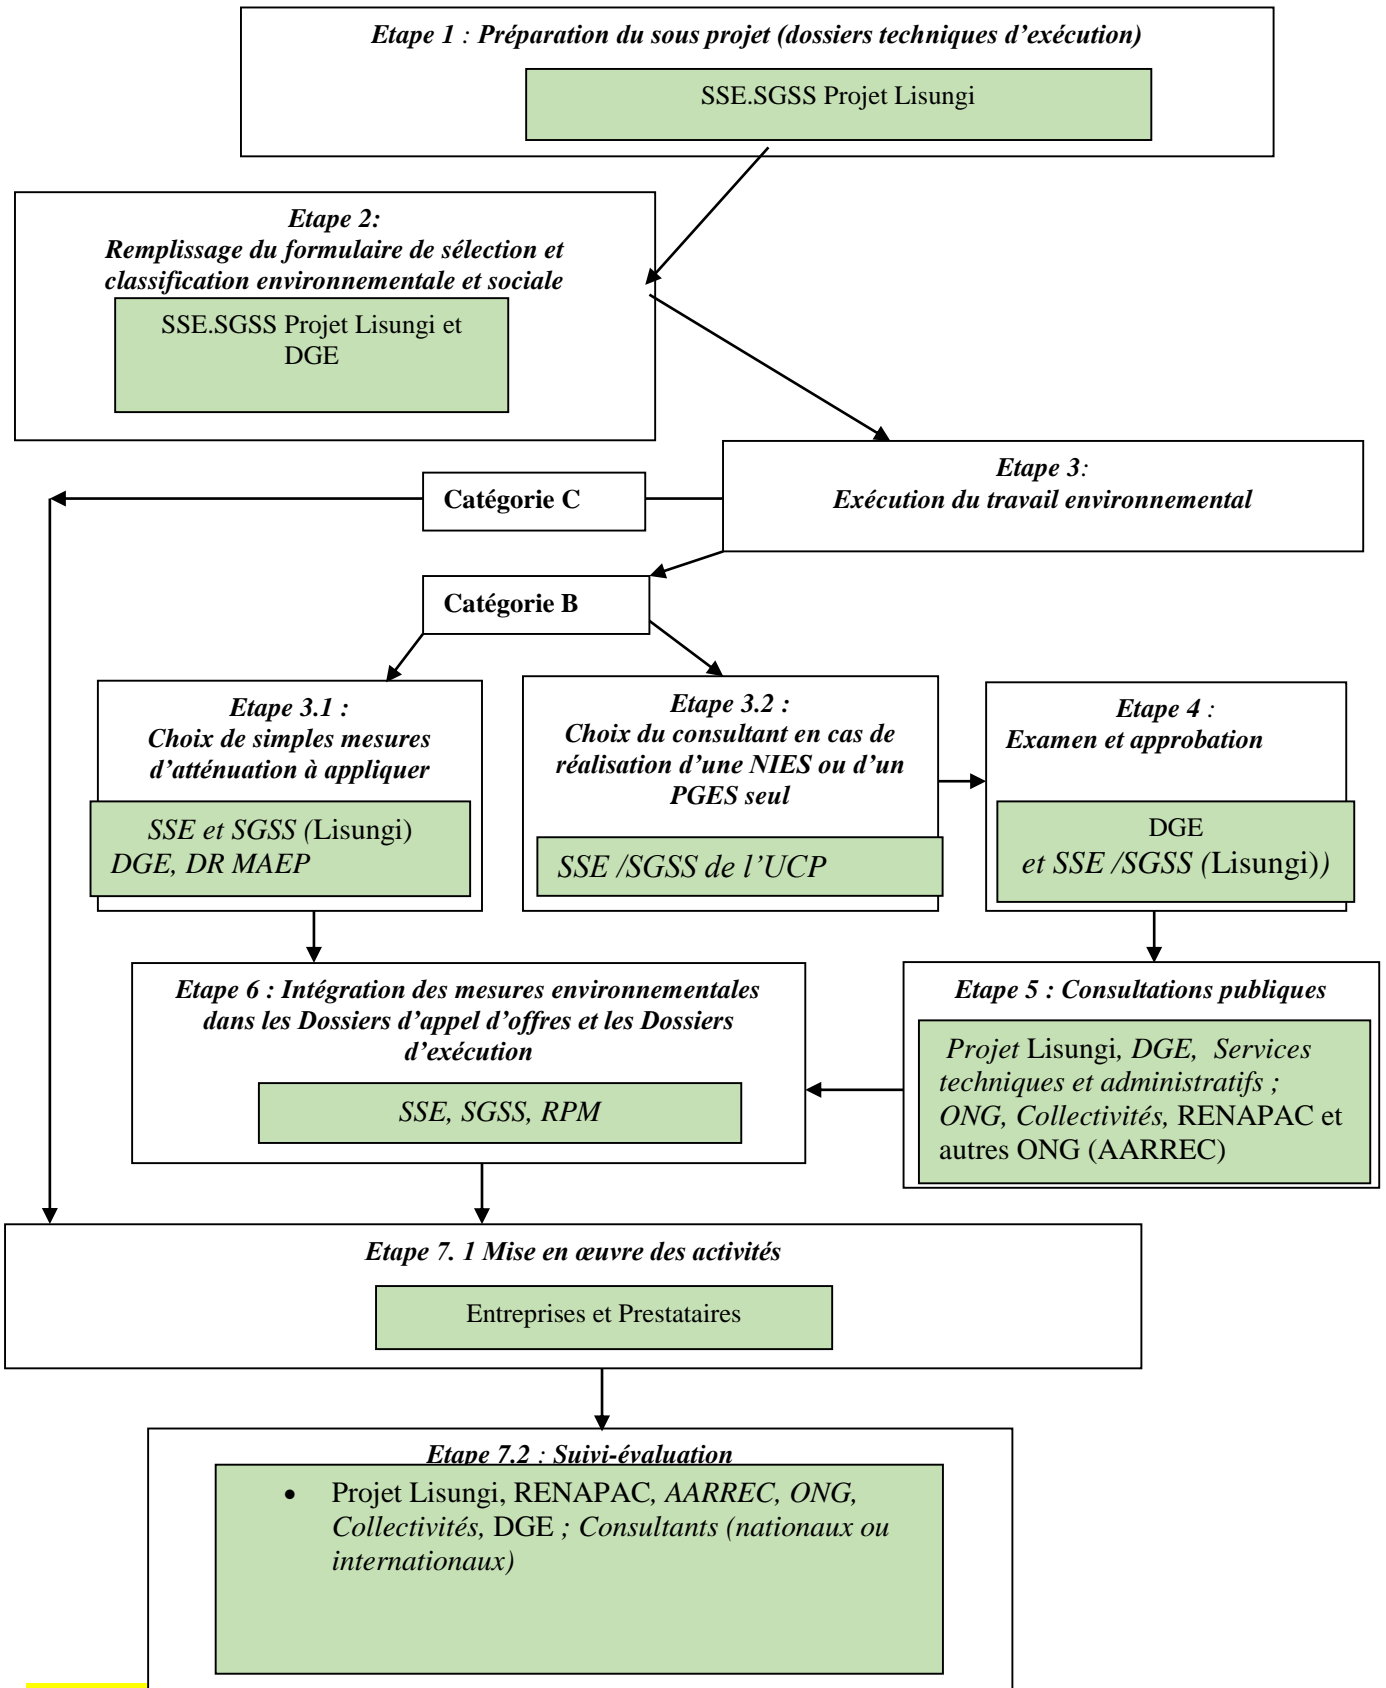 Etape 1 : Préparation du sous projet (dossiers techniques d’exécution)
SSE.SGSS Projet Lisungi
Etape 2:
Remplissage du formulaire de sélection et
classification environnementale et sociale
SSE.SGSS Projet Lisungi et
DGE
Etape 3:
Exécution du travail environnemental
Catégorie C
Catégorie B
Etape 3.1 :
Choix de simples mesures
d’atténuation à appliquer
SSE et SGSS (Lisungi)
DGE, DR MAEP
Etape 3.2 :
Choix du consultant en cas de
réalisation d’une NIES ou d’un
PGES seul
SSE /SGSS de l’UCP
Etape 4 :
Examen et approbation
DGE
et SSE /SGSS (Lisungi))
Etape 6 : Intégration des mesures environnementales
dans les Dossiers d’appel d’offres et les Dossiers
d’exécution
SSE, SGSS, RPM
Etape 5 : Consultations publiques
Projet Lisungi, DGE, Services
techniques et administratifs ;
ONG, Collectivités, RENAPAC et
autres ONG (AARREC)
Etape 7. 1 Mise en œuvre des activités
Entreprises et Prestataires
Etape 7.2 : Suivi-évaluation
• Projet Lisungi, RENAPAC, AARREC, ONG,
Collectivités, DGE ; Consultants (nationaux ou
internationaux)